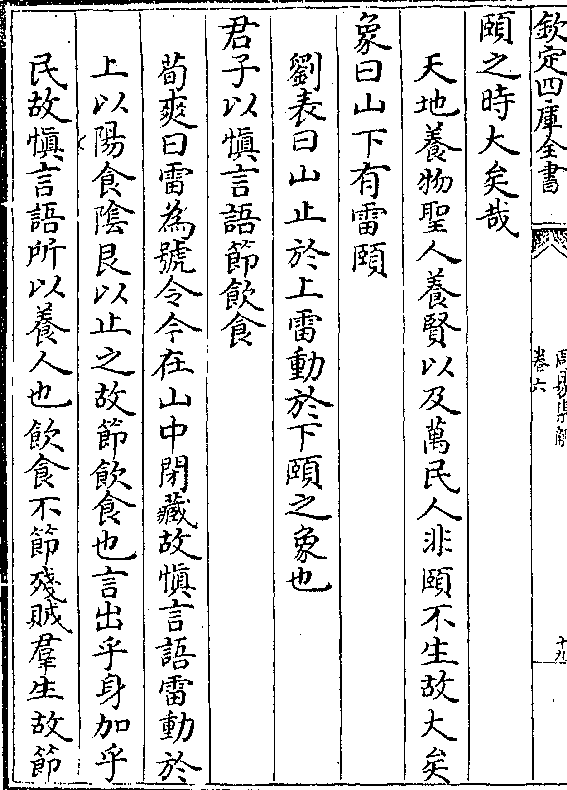 欽定四庫全書
周易集解
卷六
十九
頤之時大矣哉
天地養物聖人養賢以及萬民人非頤不生故大矣
象曰山下有雷頤
劉表曰山止於上雷動於下頤之象也
君子以慎言語節飲食
荀爽曰雷為號令今在山中閉藏故慎言語雷動於
上以陽食陰艮以止之故節飲食也言出乎身加乎
民故慎言語所以養人也飲食不節殘賊羣生故節